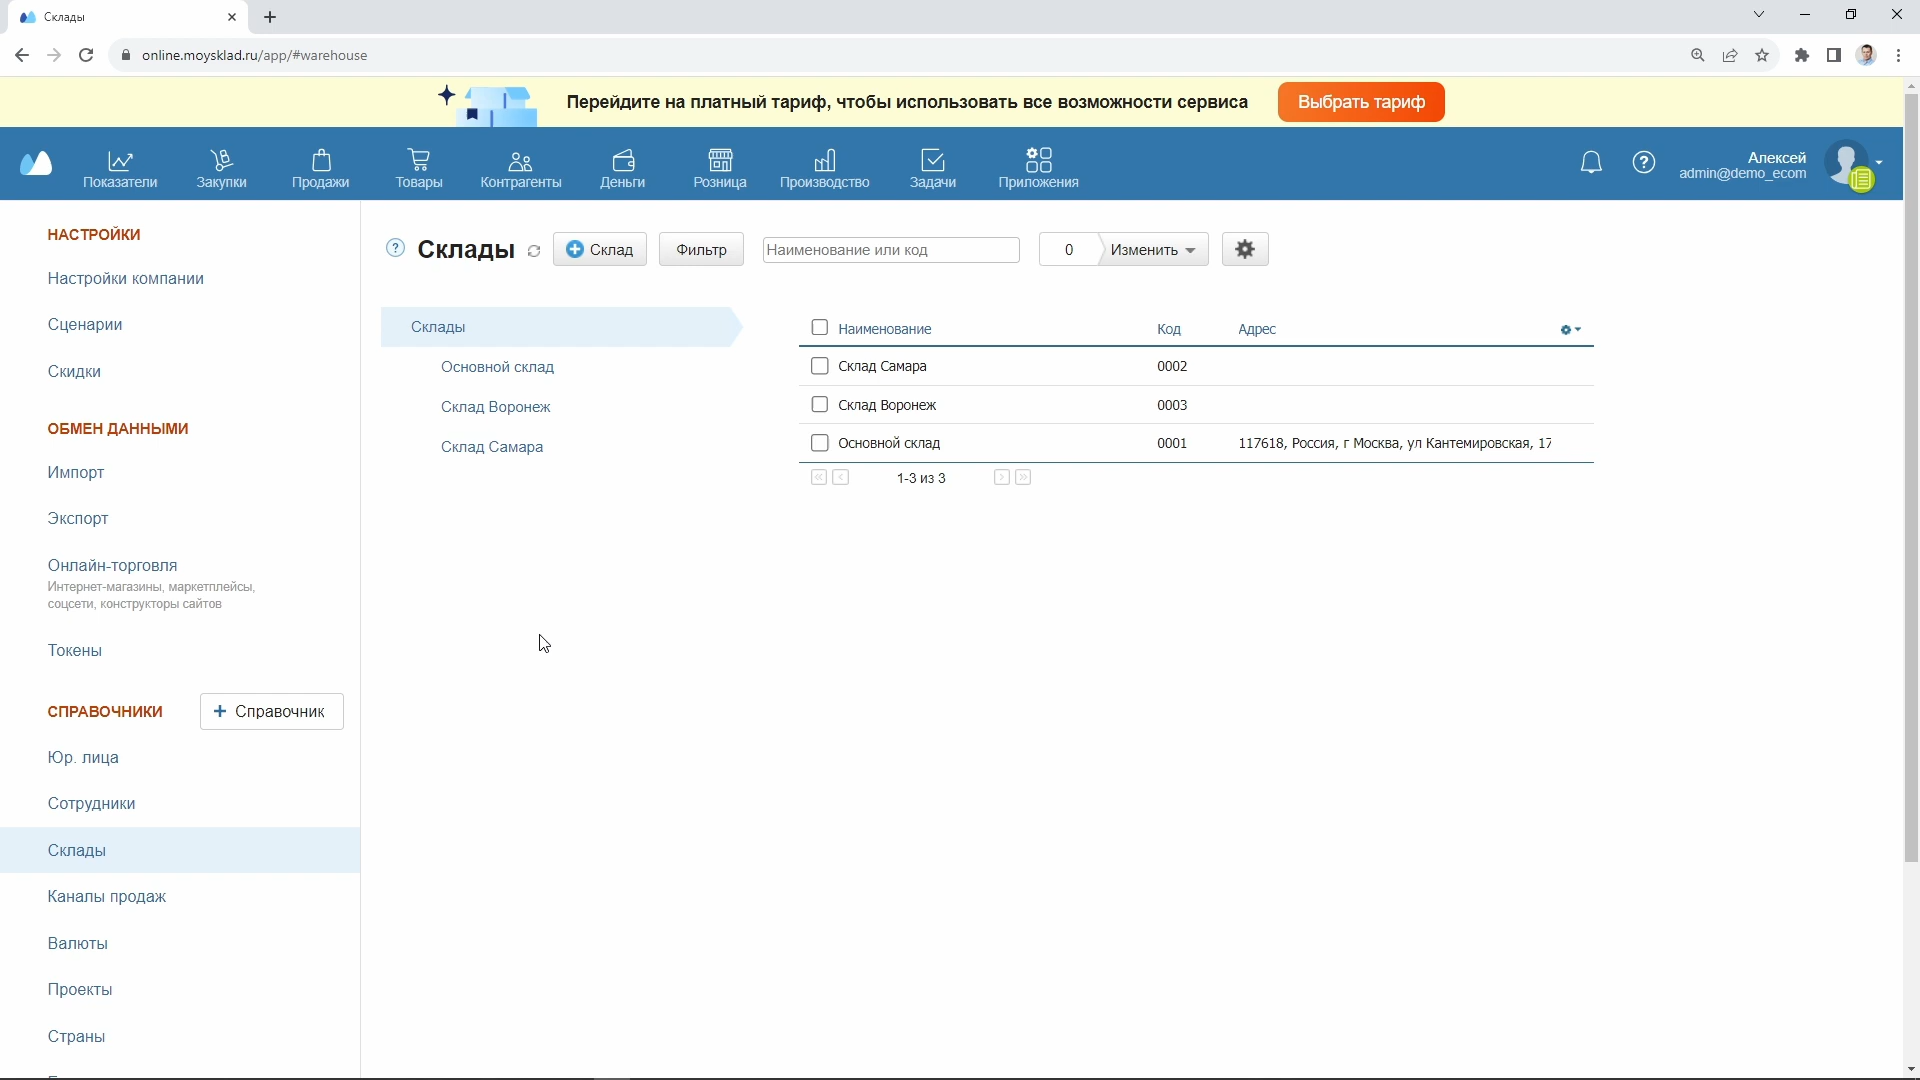 Склады
online.moysklad.ru/app/#warehouse
Перейдите на платный тариф, чтобы использовать все возможности сервиса
Выбрать тариф
Показатели
Закупки
Продажи
Товары
Контрагенты
Деньги
Розница
Производство
Задачи
Приложения
?
Алексей
admin@demo_ecom
НАСТРОЙКИ
Настройки компании
Сценарии
Скидки
ОБМЕН ДАННЫМИ
Импорт
Экспорт
Онлайн-торговля
Интернет-магазины, маркетплейсы,
соцсети, конструкторы сайтов
Токены
СПРАВОЧНИКИ
+ Справочник
Юр. лица
Сотрудники
Склады
Каналы продаж
Валюты
Проекты
Страны
? Склады
Склад
Фильтр
Наименование или код
0
Изменить
Склады
Основной склад
Склад Воронеж
Склад Самара
Наименование Код Адрес
Склад Самара 0002
Склад Воронеж 0003
Основной склад 0001 117618, Россия, г Москва, ул Кантемировская, 17
« ‹ 1-3 из 3 › »